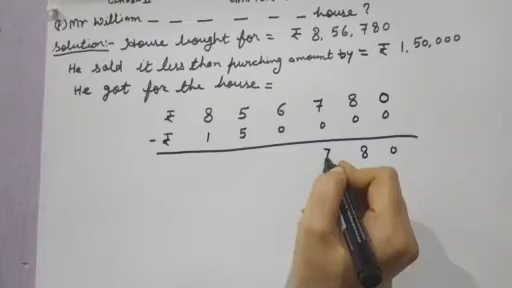 (2) Mr William _ _ _ _ _ _ house?
Solution:- House bought for = ₹ 8,56,780
He sold it less then purching amount by = ₹ 1,50,000
He got for the house =
₹ 8 5 6 7 8 0
- ₹ 1 5 0 0 0 0
7 8 0